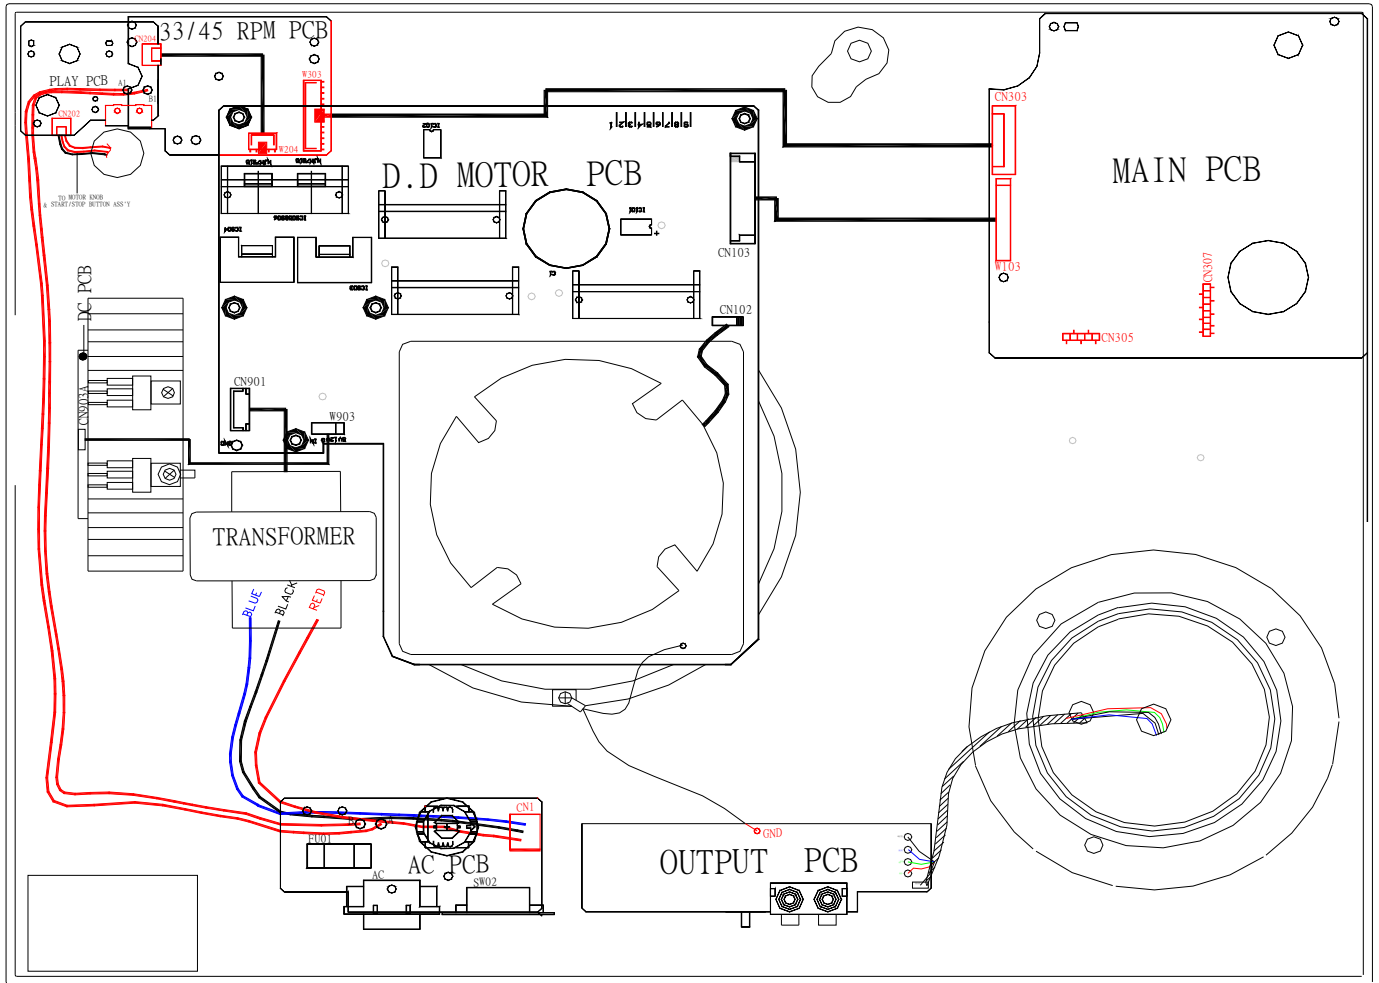 33/45 RPM PCB
CN204
W303
PLAY PCB
A1
B1
CN202
W204
TO MOTOR KNOB
& START/STOP BUTTON ASS'Y
D.D MOTOR PCB
CN103
CN102
CN303
MAIN PCB
W103
CN307
CN305
DC PCB
CN903A
CN901
W903
TRANSFORMER
BLUE
BLACK
RED
CN1
FU01
AC PCB
AC
SW02
GND
OUTPUT PCB